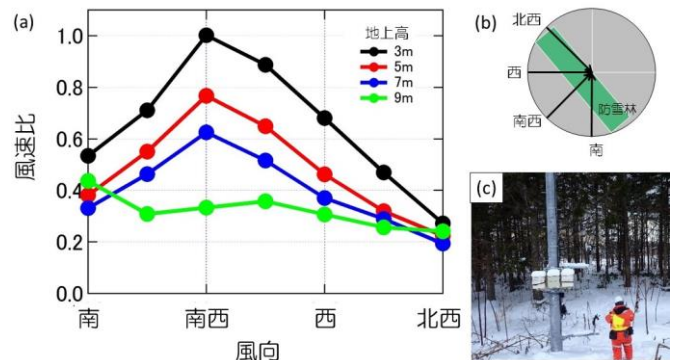 (a)
地上高
3m
5m
7m
9m
風速比
1.0
0.8
0.6
0.4
0.2
0.0
南
南西
西
北西
風向
(b)
北西
西
南西
南
防雪林
(c)